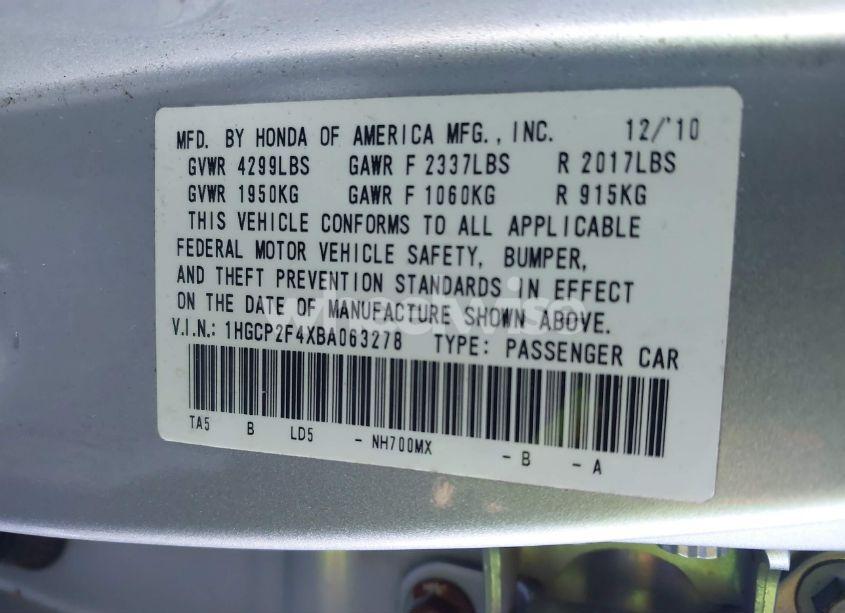 MFD. BY HONDA OF AMERICA MFG., INC. 12/'10
GVWR 4299LBS GAWR F 2337LBS R 2017LBS
GVWR 1950KG GAWR F 1060KG R 915KG
THIS VEHICLE CONFORMS TO ALL APPLICABLE
FEDERAL MOTOR VEHICLE SAFETY, BUMPER,
AND THEFT PREVENTION STANDARDS IN EFFECT
ON THE DATE OF MANUFACTURE SHOWN ABOVE.
V.I.N.: 1HGCP2F4XBA063278 TYPE: PASSENGER CAR
TA5 B LD5 - NH700MX - B - A